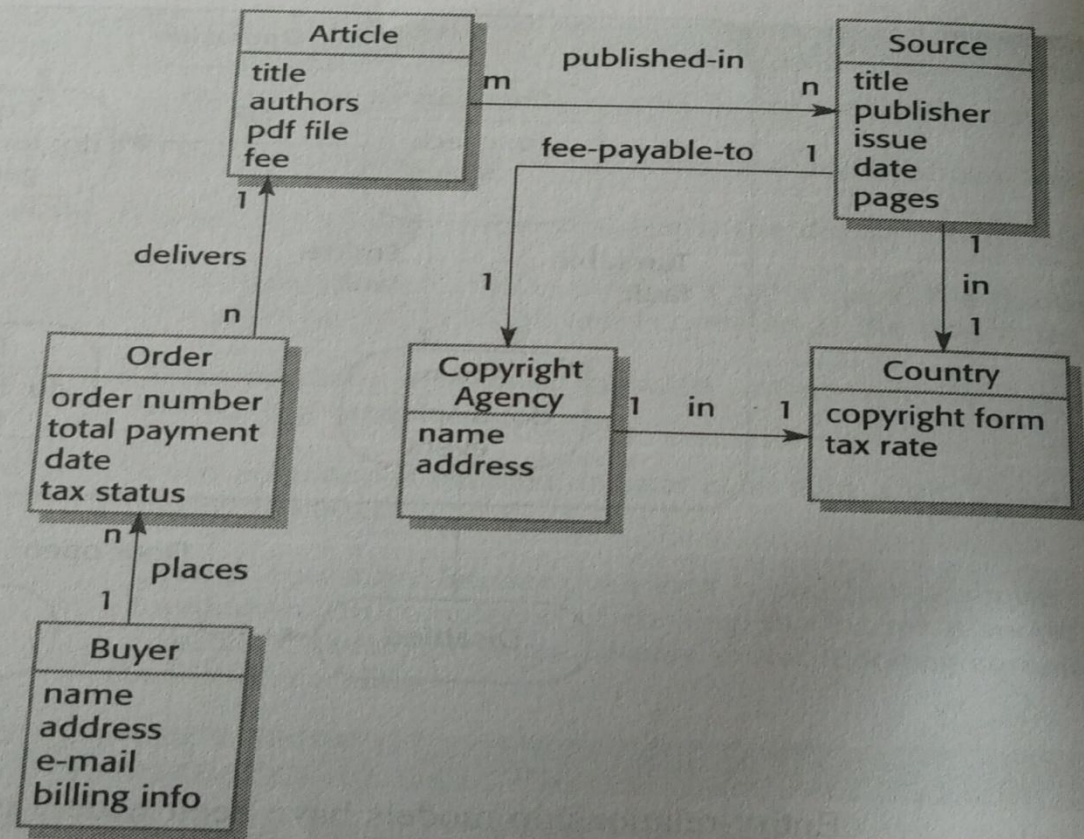 Article
title
authors
pdf file
fee
m
published-in
n
Source
title
publisher
issue
date
pages
fee-payable-to
1
1
delivers
n
1
1
in
1
Order
order number
total payment
date
tax status
Copyright
Agency
name
address
1 in 1
Country
copyright form
tax rate
n
places
1
Buyer
name
address
e-mail
billing info